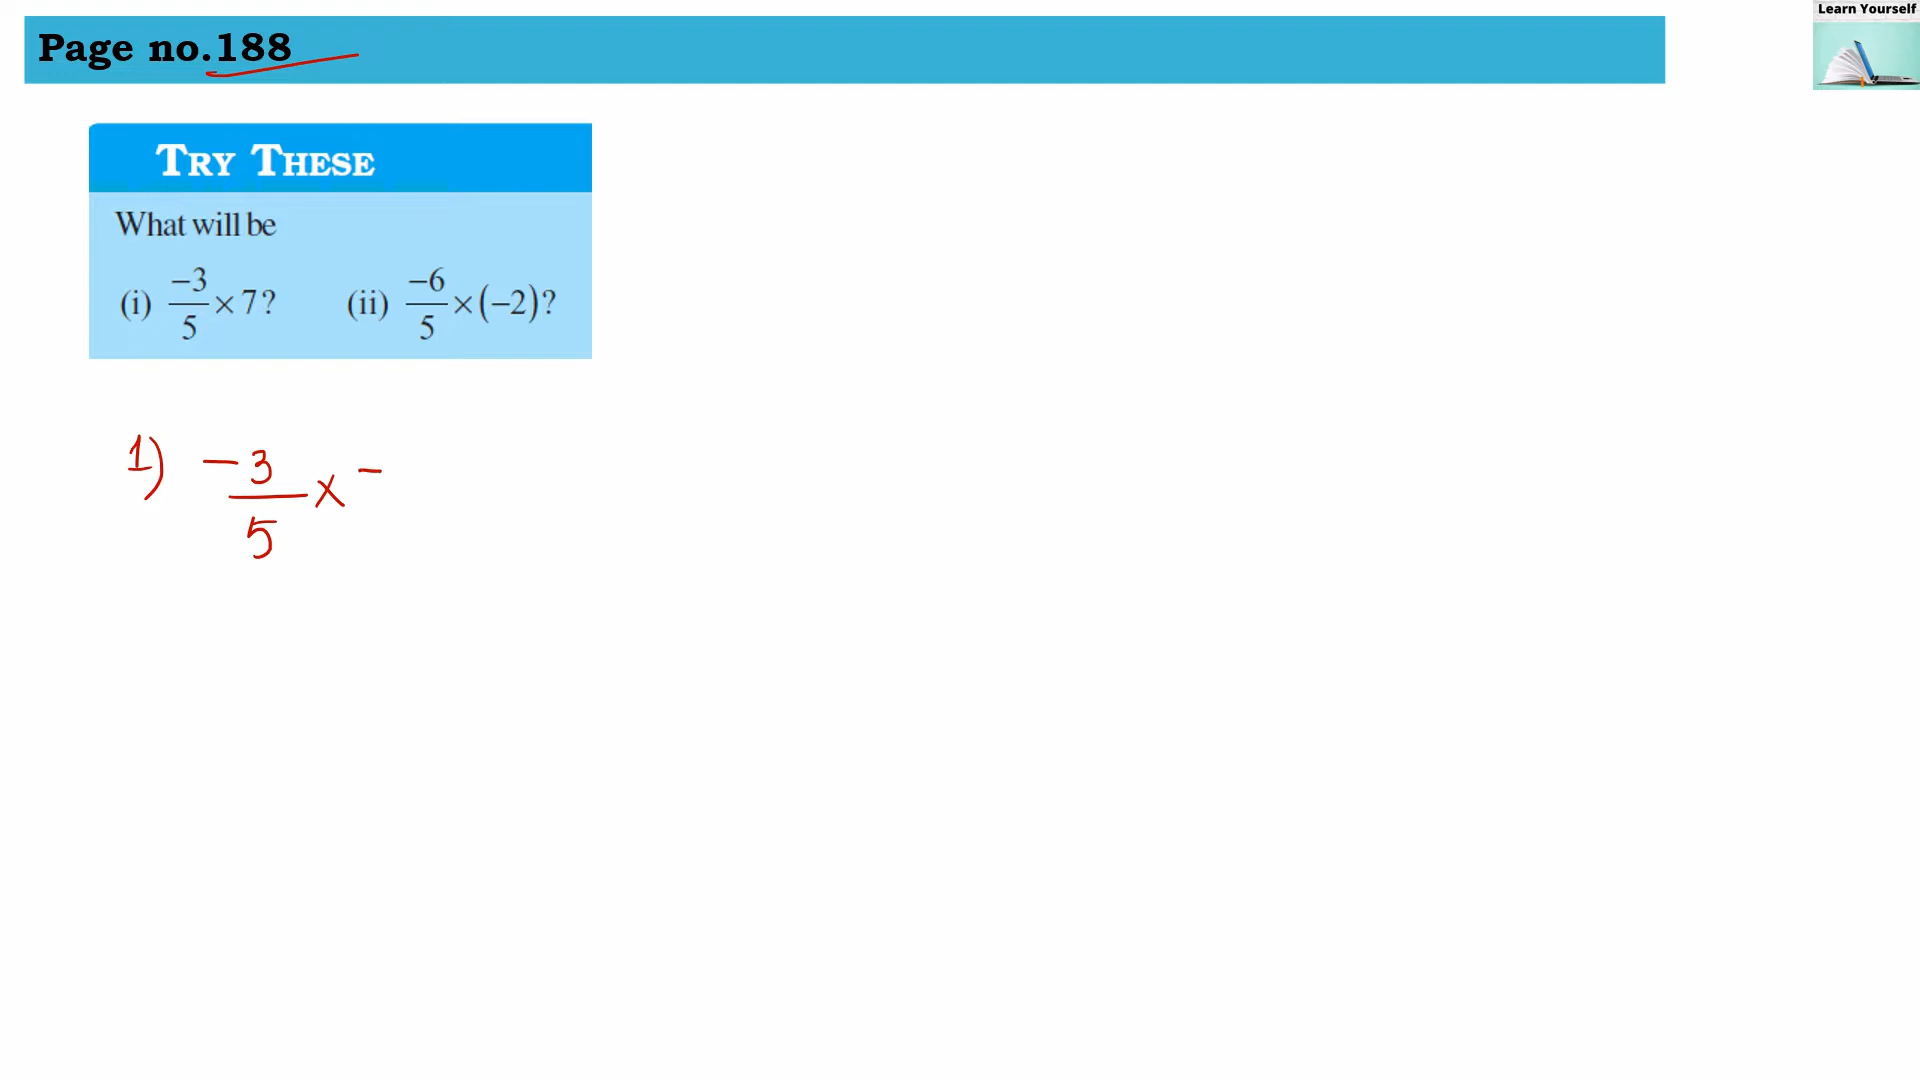 Learn Yourself
Page no.188
TRY THESE
What will be
(i) −3/5 × 7? (ii) −6/5 × (−2)?
1) −3/5 × −